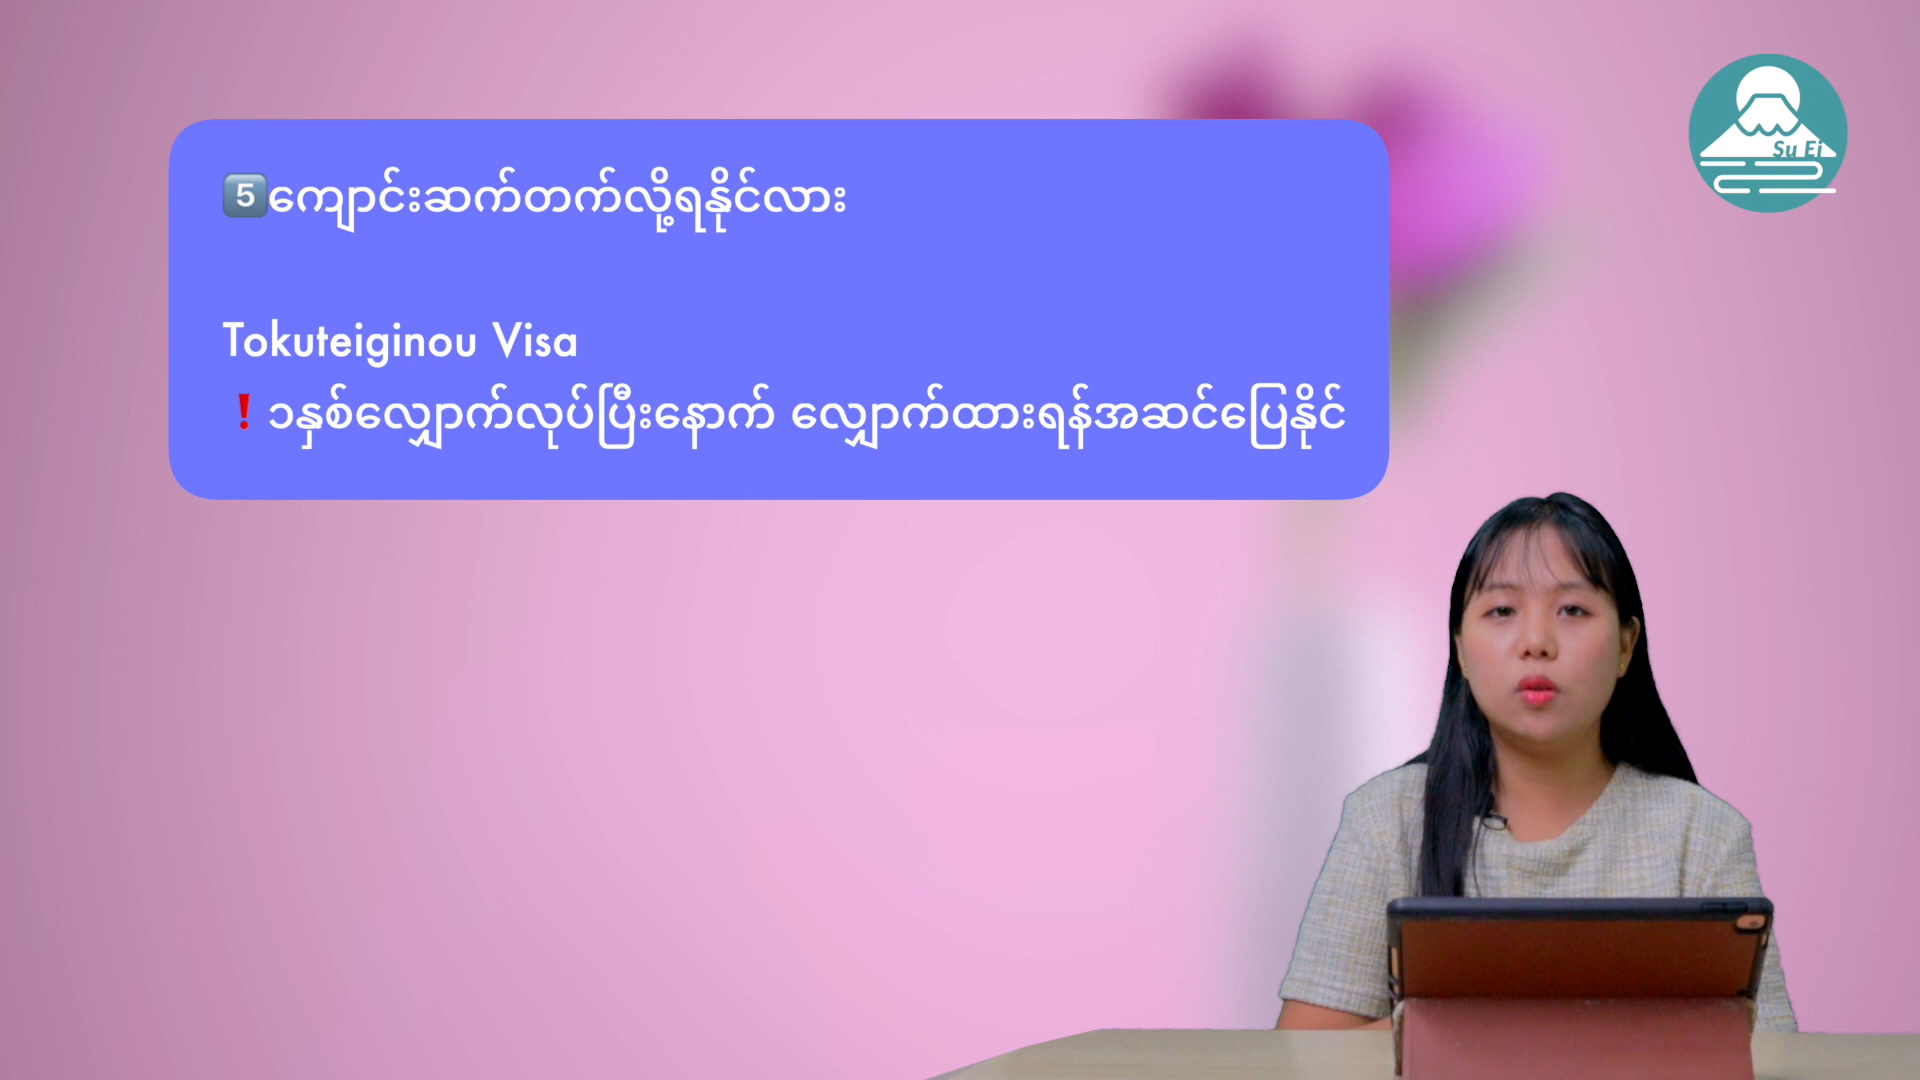 5️⃣ကျောင်းဆက်တက်လို့ရနိုင်လား
Tokuteiginou Visa
❗၁နှစ်လျှောက်လုပ်ပြီးနောက် လျှောက်ထားရန်အဆင်ပြေနိုင်
Su Ei